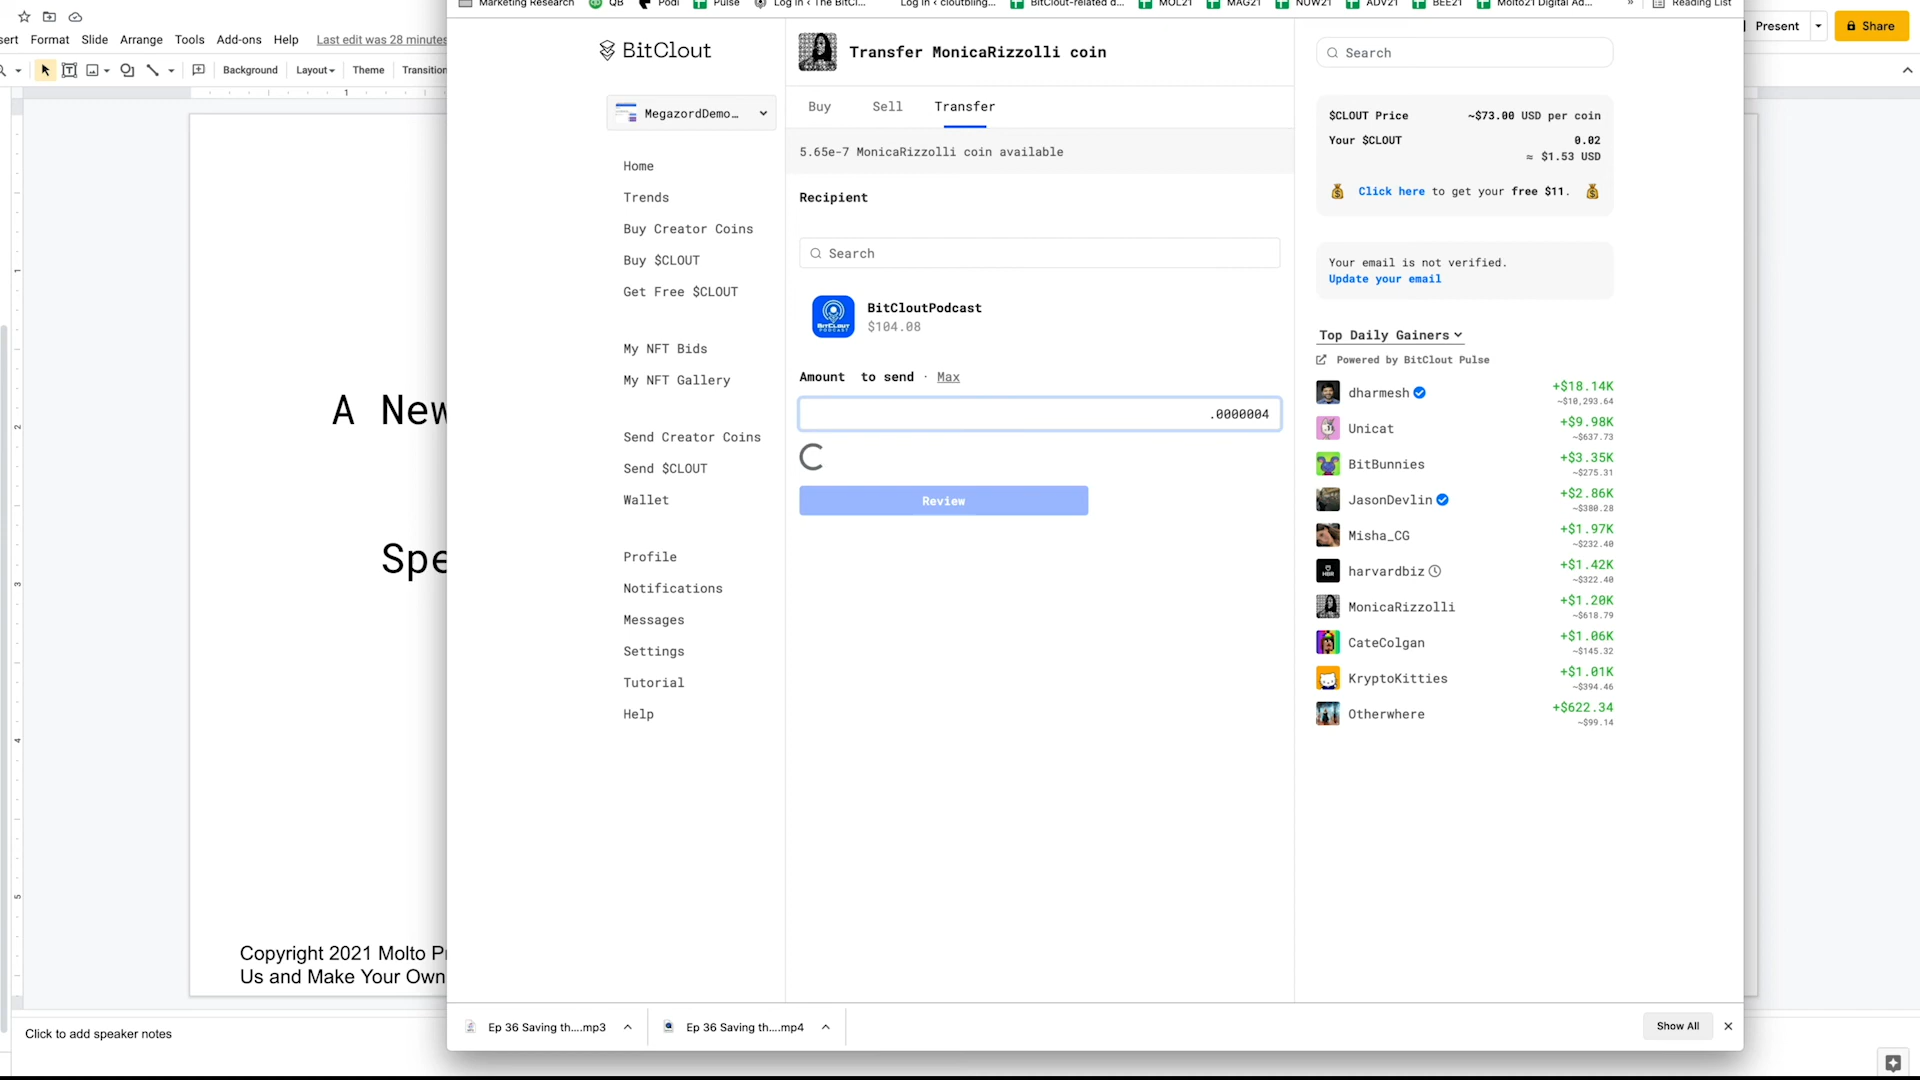 Marketing Research QB Podi Pulse Log In ‹ The BitCl... Log In ‹ cloutbling... BitClout-related d... MOL21 MAG21 NOW21 ADV21 BEE21 Molto21 Digital Ad... » Reading List
sert Format Slide Arrange Tools Add-ons Help Last edit was 28 minutes
Present Share
Background Layout Theme Transition
1
1
2
3
4
5
A New
Spe
Copyright 2021 Molto P
Us and Make Your Own
Click to add speaker notes
BitClout
MegazordDemo…
Home
Trends
Buy Creator Coins
Buy $CLOUT
Get Free $CLOUT
My NFT Bids
My NFT Gallery
Send Creator Coins
Send $CLOUT
Wallet
Profile
Notifications
Messages
Settings
Tutorial
Help
Transfer MonicaRizzolli coin
Buy Sell Transfer
5.65e-7 MonicaRizzolli coin available
Recipient
Search
BITCLOUT
PODCAST
BitCloutPodcast
$104.08
Amount to send · Max
.0000004
Review
Search
$CLOUT Price ~$73.00 USD per coin
Your $CLOUT 0.02
≈ $1.53 USD
Click here to get your free $11.
Your email is not verified.
Update your email
Top Daily Gainers
Powered by BitClout Pulse
dharmesh +$18.14K
~$10,293.64
Unicat +$9.98K
~$637.73
BitBunnies +$3.35K
~$275.31
JasonDevlin +$2.86K
~$380.28
Misha_CG +$1.97K
~$232.40
HBR
harvardbiz +$1.42K
~$322.40
MonicaRizzolli +$1.20K
~$618.79
CateColgan +$1.06K
~$145.32
KryptoKitties +$1.01K
~$394.46
Otherwhere +$622.34
~$99.14
Ep 36 Saving th....mp3 Ep 36 Saving th....mp4 Show All